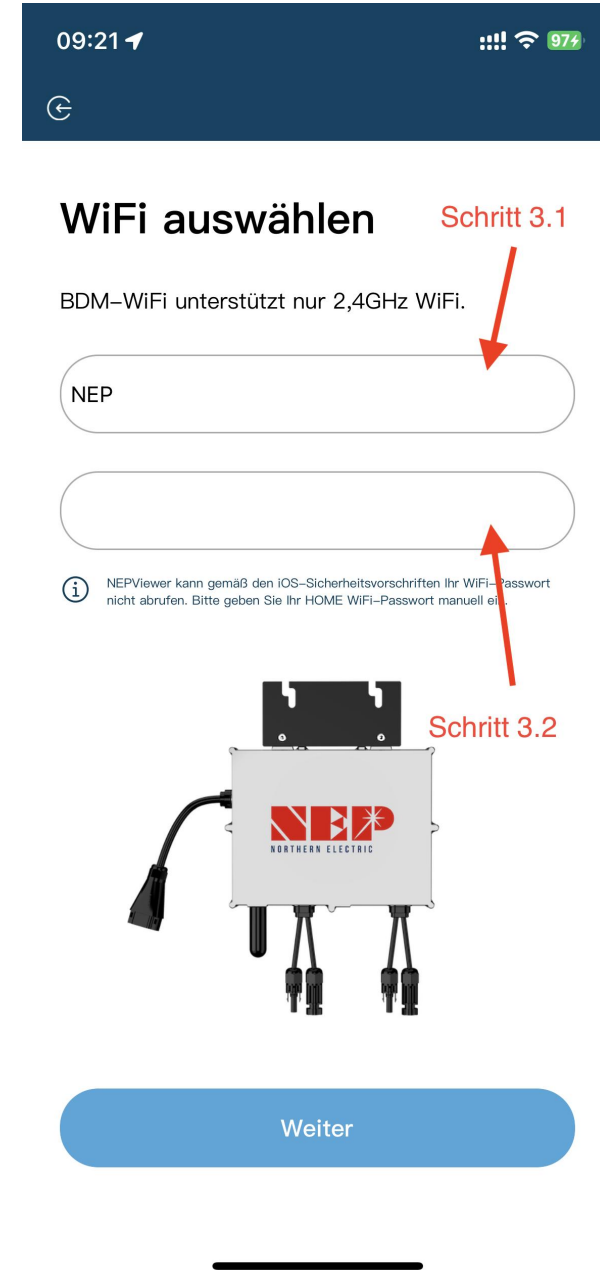 09:21
97
WiFi auswählen
Schritt 3.1
BDM-WiFi unterstützt nur 2,4GHz WiFi.
NEP
NEPViewer kann gemäß den iOS-Sicherheitsvorschriften Ihr WiFi-Passwort
nicht abrufen. Bitte geben Sie Ihr HOME WiFi-Passwort manuell ein.
Schritt 3.2
NEP
NORTHERN ELECTRIC
Weiter